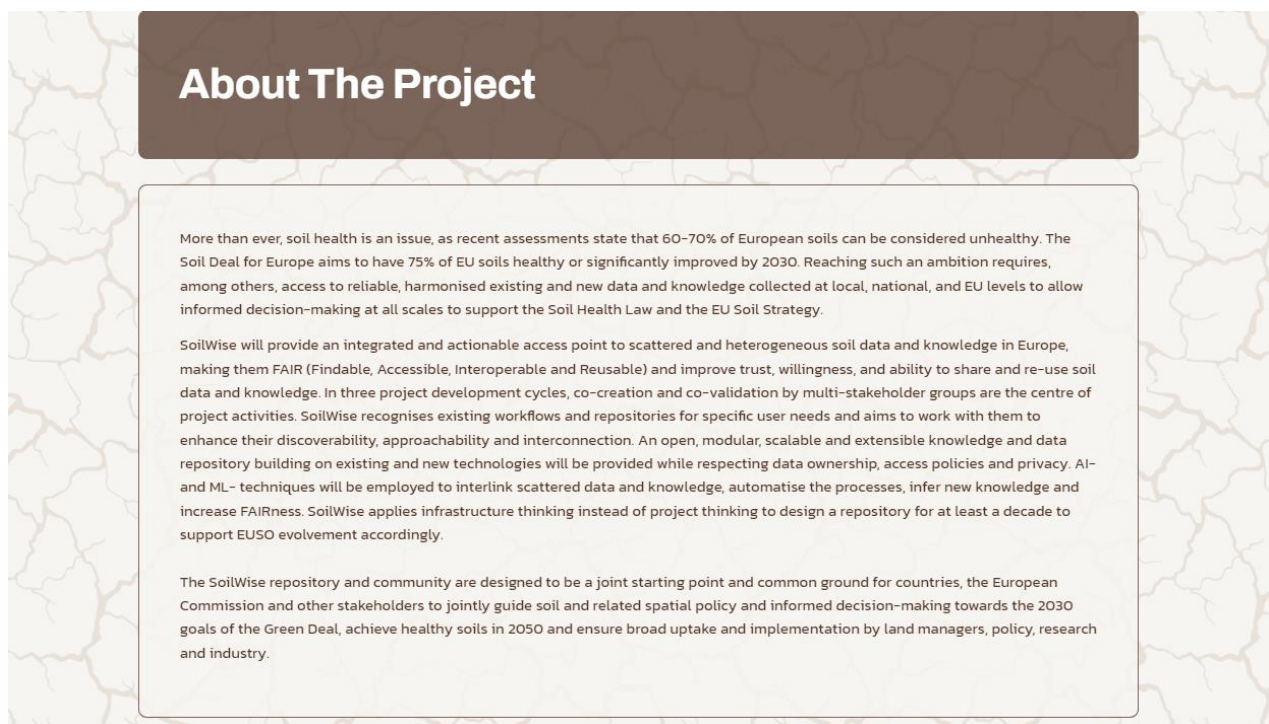 About The Project
More than ever, soil health is an issue, as recent assessments state that 60-70% of European soils can be considered unhealthy. The
Soil Deal for Europe aims to have 75% of EU soils healthy or significantly improved by 2030. Reaching such an ambition requires,
among others, access to reliable, harmonised existing and new data and knowledge collected at local, national, and EU levels to allow
informed decision-making at all scales to support the Soil Health Law and the EU Soil Strategy.
SoilWise will provide an integrated and actionable access point to scattered and heterogeneous soil data and knowledge in Europe,
making them FAIR (Findable, Accessible, Interoperable and Reusable) and improve trust, willingness, and ability to share and re-use soil
data and knowledge. In three project development cycles, co-creation and co-validation by multi-stakeholder groups are the centre of
project activities. SoilWise recognises existing workflows and repositories for specific user needs and aims to work with them to
enhance their discoverability, approachability and interconnection. An open, modular, scalable and extensible knowledge and data
repository building on existing and new technologies will be provided while respecting data ownership, access policies and privacy. AI-
and ML- techniques will be employed to interlink scattered data and knowledge, automatise the processes, infer new knowledge and
increase FAIRness. SoilWise applies infrastructure thinking instead of project thinking to design a repository for at least a decade to
support EUSO evolvement accordingly.
The SoilWise repository and community are designed to be a joint starting point and common ground for countries, the European
Commission and other stakeholders to jointly guide soil and related spatial policy and informed decision-making towards the 2030
goals of the Green Deal, achieve healthy soils in 2050 and ensure broad uptake and implementation by land managers, policy, research
and industry.